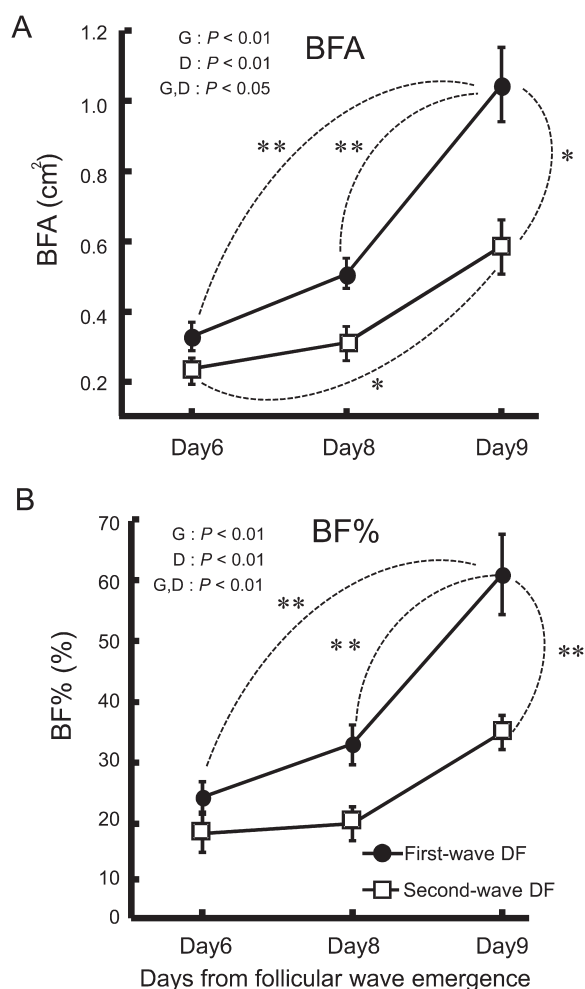 A
G : P < 0.01
D : P < 0.01
G,D : P < 0.05
BFA
BFA (cm²)
1.2
1.0
0.8
0.6
0.4
0.2
**
**
*
*
Day6
Day8
Day9
B
G : P < 0.01
D : P < 0.01
G,D : P < 0.01
BF%
BF% (%)
70
60
50
40
30
20
10
0
**
**
**
First-wave DF
Second-wave DF
Day6
Day8
Day9
Days from follicular wave emergence